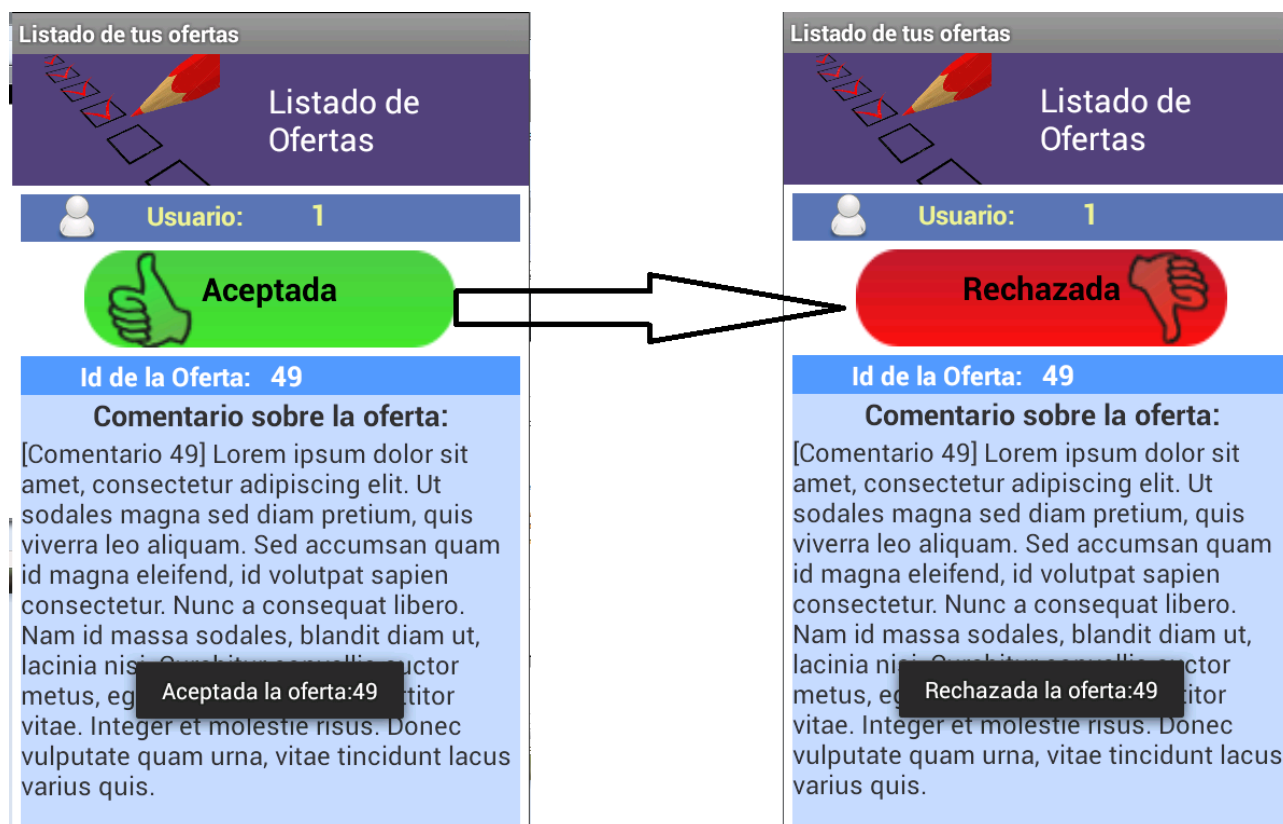 Listado de tus ofertas
Listado de
Ofertas
Usuario: 1
Aceptada
Id de la Oferta: 49
Comentario sobre la oferta:
[Comentario 49] Lorem ipsum dolor sit
amet, consectetur adipiscing elit. Ut
sodales magna sed diam pretium, quis
viverra leo aliquam. Sed accumsan quam
id magna eleifend, id volutpat sapien
consectetur. Nunc a consequat libero.
Nam id massa sodales, blandit diam ut,
lacinia
metus,
vitae. Integer et molestie risus. Donec
vulputate quam urna, vitae tincidunt lacus
varius quis.
Aceptada la oferta:49
Listado de tus ofertas
Listado de
Ofertas
Usuario: 1
Rechazada
Id de la Oferta: 49
Comentario sobre la oferta:
[Comentario 49] Lorem ipsum dolor sit
amet, consectetur adipiscing elit. Ut
sodales magna sed diam pretium, quis
viverra leo aliquam. Sed accumsan quam
id magna eleifend, id volutpat sapien
consectetur. Nunc a consequat libero.
Nam id massa sodales, blandit diam ut,
lacinia
metus,
vitae. Integer et molestie risus. Donec
vulputate quam urna, vitae tincidunt lacus
varius quis.
Rechazada la oferta:49